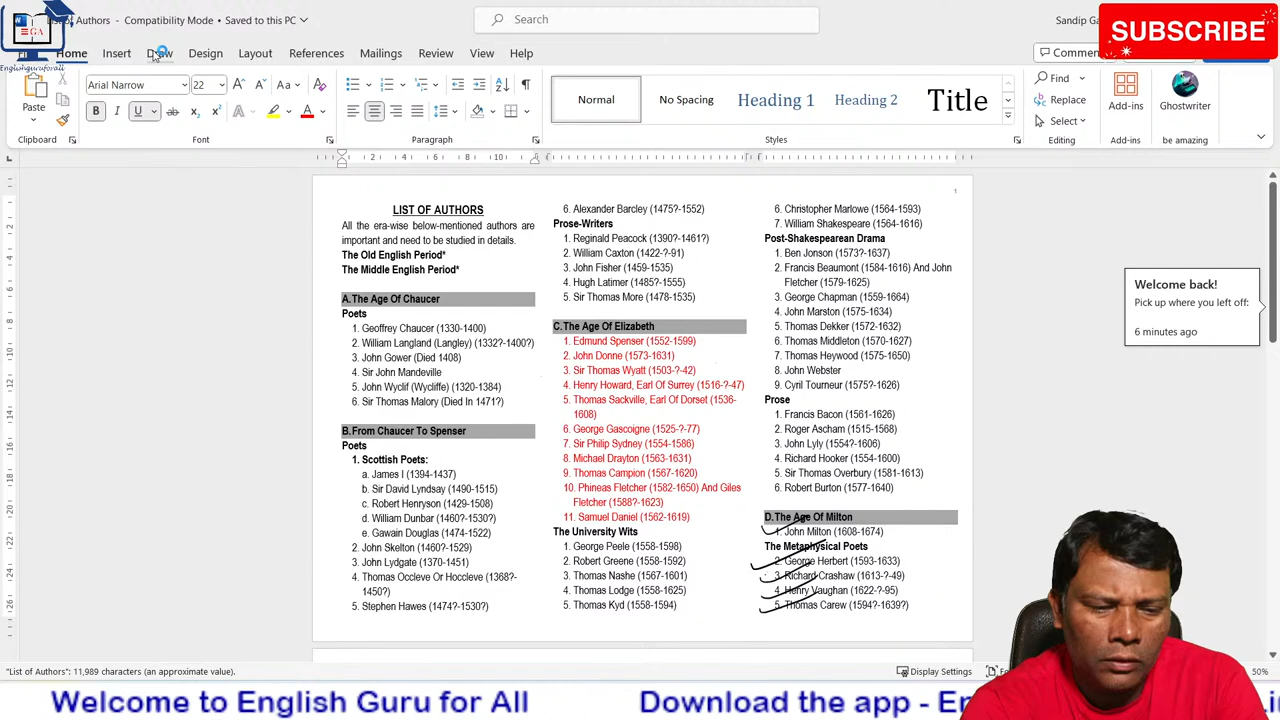 List of Authors - Compatibility Mode • Saved to this PC
Search
Sandip Ga
SUBSCRIBE
EGA
Englishguruforall
Home
Insert
Draw
Design
Layout
References
Mailings
Review
View
Help
Commen
Paste
Clipboard
Arial Narrow
22
Font
Paragraph
Normal
No Spacing
Heading 1
Heading 2
Title
Styles
Find
Replace
Select
Editing
Add-ins
Add-ins
Ghostwriter
be amazing
1
LIST OF AUTHORS
All the era-wise below-mentioned authors are
important and need to be studied in details.
The Old English Period*
The Middle English Period*
A.The Age Of Chaucer
Poets
1. Geoffrey Chaucer (1330-1400)
2. William Langland (Langley) (1332?-1400?)
3. John Gower (Died 1408)
4. Sir John Mandeville
5. John Wyclif (Wycliffe) (1320-1384)
6. Sir Thomas Malory (Died In 1471?)
B.From Chaucer To Spenser
Poets
1. Scottish Poets:
a. James I (1394-1437)
b. Sir David Lyndsay (1490-1515)
c. Robert Henryson (1429-1508)
d. William Dunbar (1460?-1530?)
e. Gawain Douglas (1474-1522)
2. John Skelton (1460?-1529)
3. John Lydgate (1370-1451)
4. Thomas Occleve Or Hoccleve (1368?-
1450?)
5. Stephen Hawes (1474?-1530?)
6. Alexander Barcley (1475?-1552)
Prose-Writers
1. Reginald Peacock (1390?-1461?)
2. William Caxton (1422-?-91)
3. John Fisher (1459-1535)
4. Hugh Latimer (1485?-1555)
5. Sir Thomas More (1478-1535)
C.The Age Of Elizabeth
1. Edmund Spenser (1552-1599)
2. John Donne (1573-1631)
3. Sir Thomas Wyatt (1503-?-42)
4. Henry Howard, Earl Of Surrey (1516-?-47)
5. Thomas Sackville, Earl Of Dorset (1536-
1608)
6. George Gascoigne (1525-?-77)
7. Sir Philip Sydney (1554-1586)
8. Michael Drayton (1563-1631)
9. Thomas Campion (1567-1620)
10. Phineas Fletcher (1582-1650) And Giles
Fletcher (1588?-1623)
11. Samuel Daniel (1562-1619)
The University Wits
1. George Peele (1558-1598)
2. Robert Greene (1558-1592)
3. Thomas Nashe (1567-1601)
4. Thomas Lodge (1558-1625)
5. Thomas Kyd (1558-1594)
6. Christopher Marlowe (1564-1593)
7. William Shakespeare (1564-1616)
Post-Shakespearean Drama
1. Ben Jonson (1573?-1637)
2. Francis Beaumont (1584-1616) And John
Fletcher (1579-1625)
3. George Chapman (1559-1664)
4. John Marston (1575-1634)
5. Thomas Dekker (1572-1632)
6. Thomas Middleton (1570-1627)
7. Thomas Heywood (1575-1650)
8. John Webster
9. Cyril Tourneur (1575?-1626)
Prose
1. Francis Bacon (1561-1626)
2. Roger Ascham (1515-1568)
3. John Lyly (1554?-1606)
4. Richard Hooker (1554-1600)
5. Sir Thomas Overbury (1581-1613)
6. Robert Burton (1577-1640)
D.The Age Of Milton
1. John Milton (1608-1674)
The Metaphysical Poets
2. George Herbert (1593-1633)
3. Richard Crashaw (1613-?-49)
4. Henry Vaughan (1622-?-95)
5. Thomas Carew (1594?-1639?)
Welcome back!
Pick up where you left off:
6 minutes ago
"List of Authors": 11,989 characters (an approximate value).
Display Settings
50%
Welcome to English Guru for All
Download the app - En